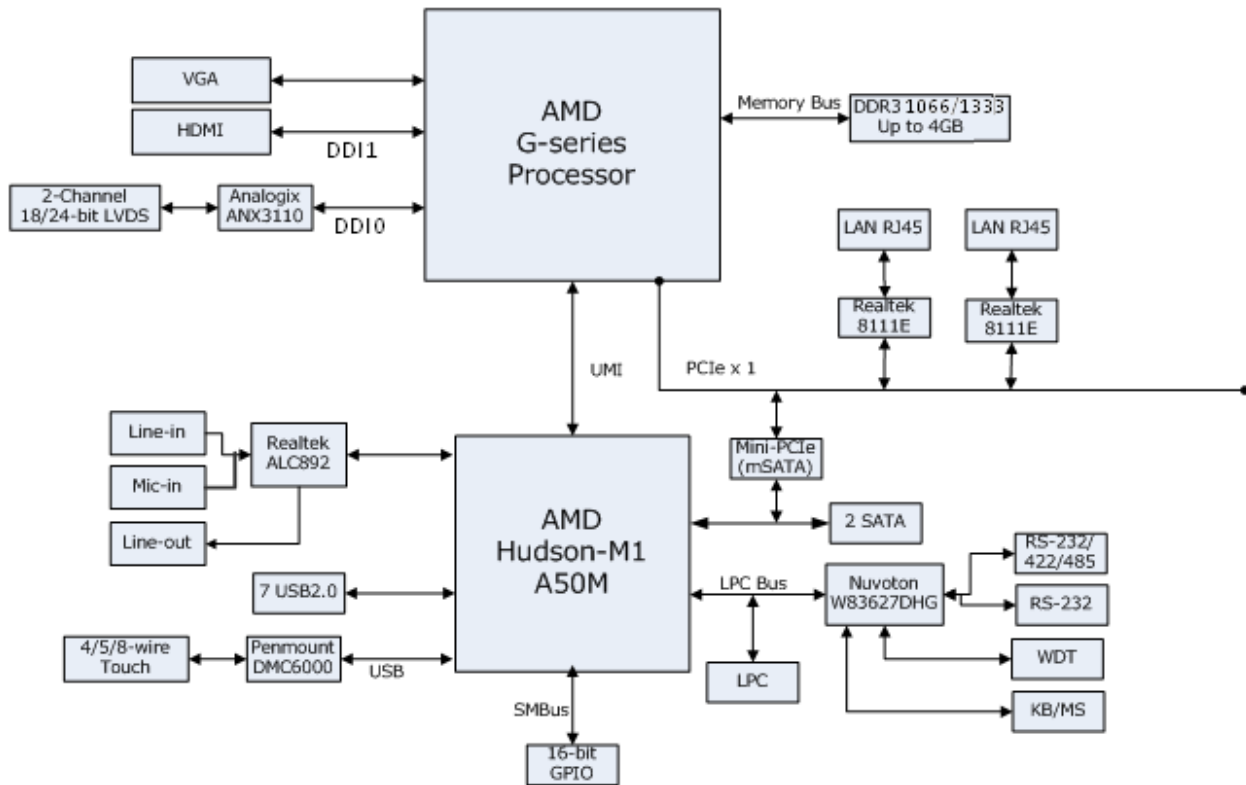 VGA
HDMI
DDI1
2-Channel
18/24-bit LVDS
Analogix
ANX3110
DDI0
AMD
G-series
Processor
Memory Bus
DDR3 1066/1333
Up to 4GB
LAN RJ45
LAN RJ45
Realtek
8111E
Realtek
8111E
UMI
PCIe x 1
Line-in
Mic-in
Line-out
Realtek
ALC892
AMD
Hudson-M1
A50M
Mini-PCIe
(mSATA)
2 SATA
7 USB2.0
4/5/8-wire
Touch
Penmount
DMC6000
USB
LPC Bus
LPC
Nuvoton
W83627DHG
RS-232/
422/485
RS-232
WDT
KB/MS
SMBus
16-bit
GPIO